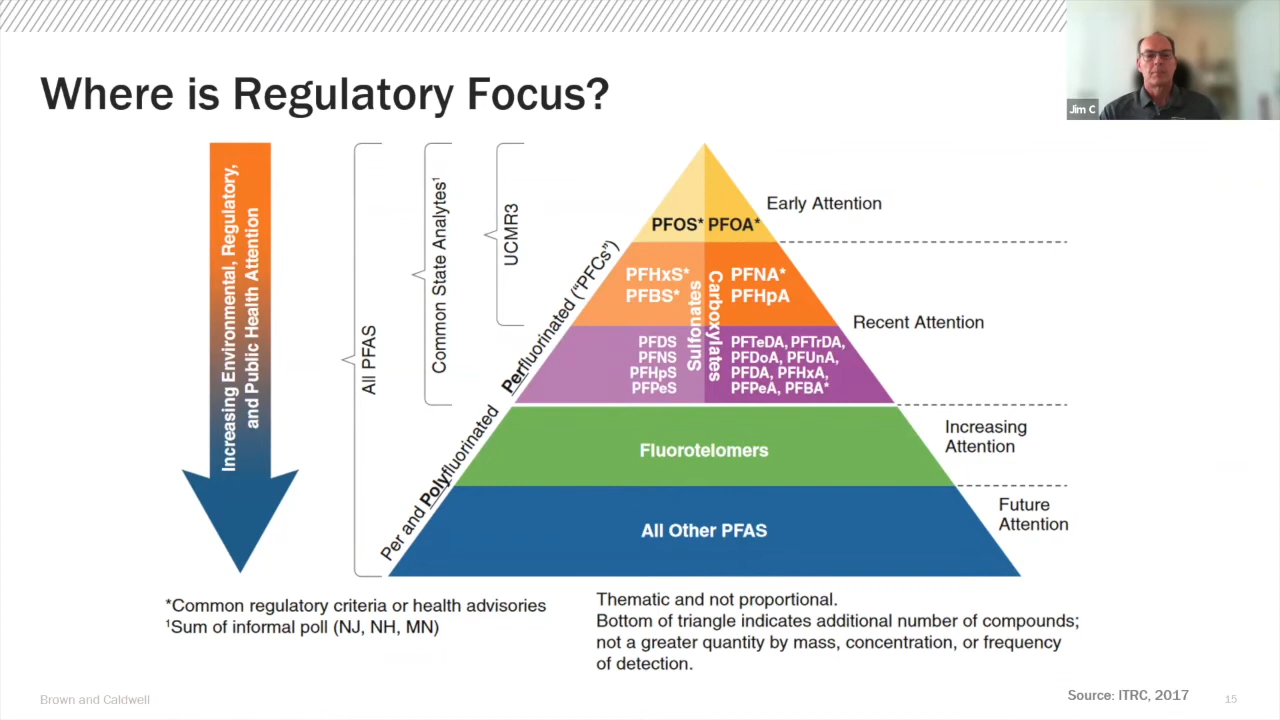 Where is Regulatory Focus?
Jim C
Increasing Environmental, Regulatory,
and Public Health Attention
All PFAS
Common State Analytes¹
UCMR3
Perfluorinated (“PFCs”)
Per and Polyfluorinated
PFOS* PFOA*
PFHxS*
PFBS*
Sulfonates
Carboxylates
PFNA*
PFHpA
PFDS
PFNS
PFHpS
PFPeS
PFTeDA, PFTrDA,
PFDoA, PFUnA,
PFDA, PFHxA,
PFPeA, PFBA*
Fluorotelomers
All Other PFAS
Early Attention
Recent Attention
Increasing
Attention
Future
Attention
*Common regulatory criteria or health advisories
¹Sum of informal poll (NJ, NH, MN)
Thematic and not proportional.
Bottom of triangle indicates additional number of compounds;
not a greater quantity by mass, concentration, or frequency
of detection.
Brown and Caldwell
Source: ITRC, 2017
15